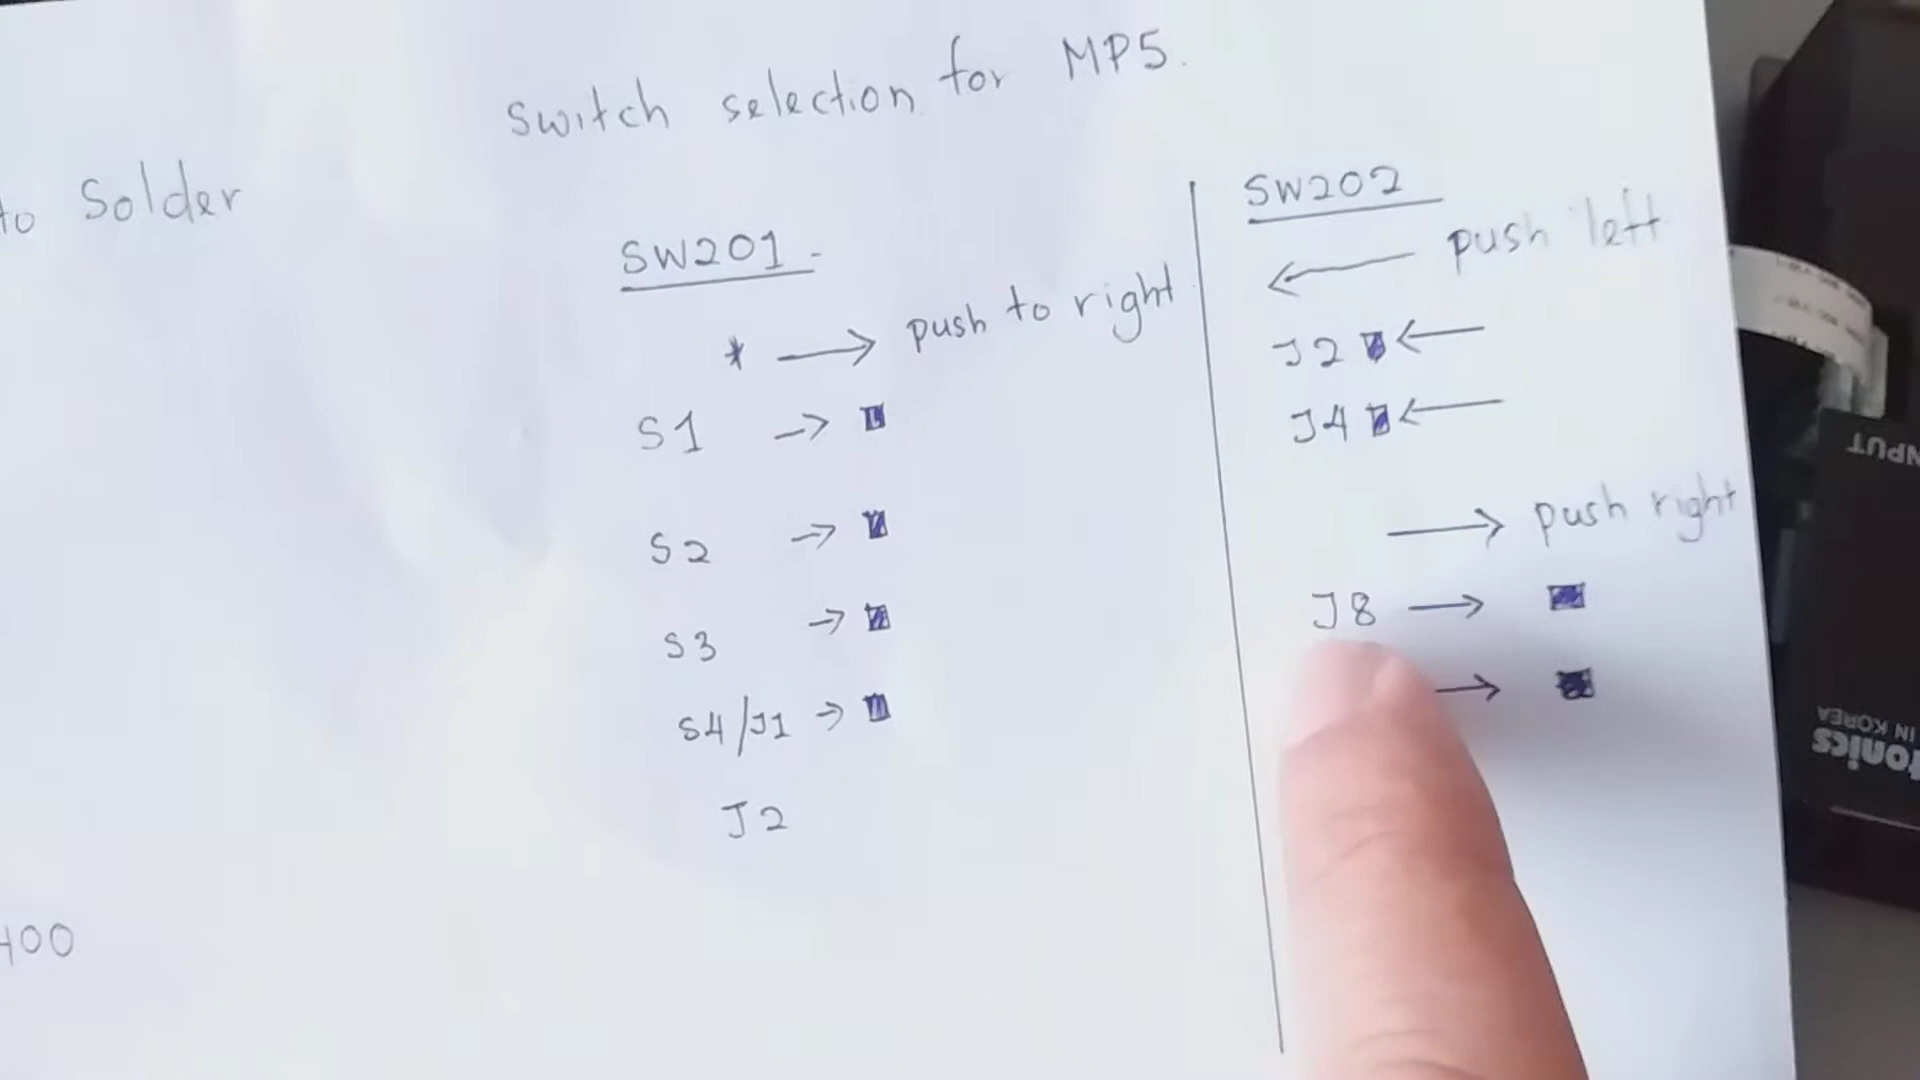 switch selection for MP5.
to Solder
SW201 -
* → push to right
S1 → ■
S2 → ■
S3 → ■
S4/J1 → ■
J2
SW202
← push left
J2 ■ ←
J4 ■ ←
→ push right
J8 → ■
→ ■
400
INPUT
IN KOREA
tonics